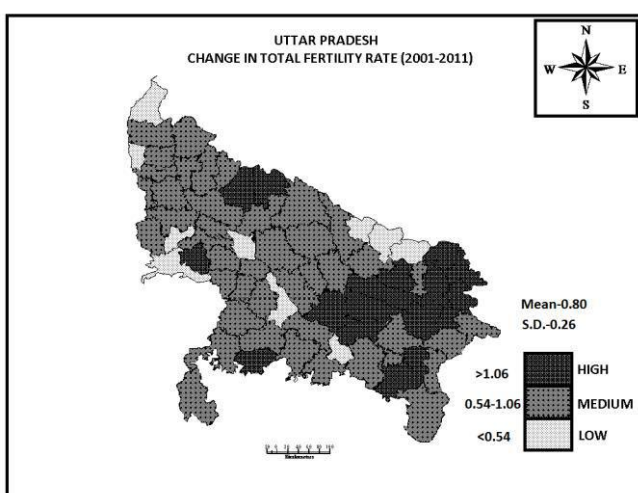 UTTAR PRADESH
CHANGE IN TOTAL FERTILITY RATE (2001-2011)
N
W E
S
Mean-0.80
S.D.-0.26
>1.06 HIGH
0.54-1.06 MEDIUM
<0.54 LOW